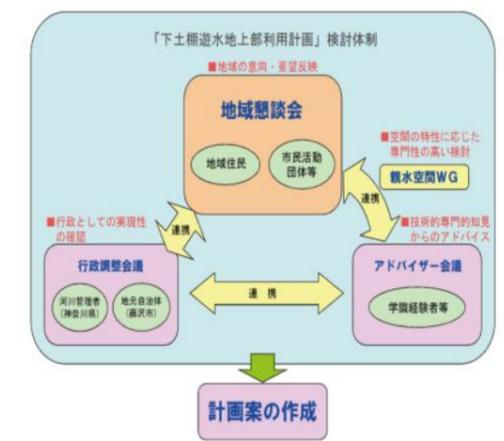 「下土棚遊水地上部利用計画」検討体制
■地域の意向・要望反映
地域懇談会
地域住民
市民活動
団体等
■空間の特性に応じた
専門性の高い検討
親水空間WG
連携
連携
■行政としての実現性
の確認
■技術的専門的知見
からのアドバイス
行政調整会議
河川管理者
(神奈川県)
地元自治体
(藤沢市)
連 携
アドバイザー会議
学識経験者等
計画案の作成